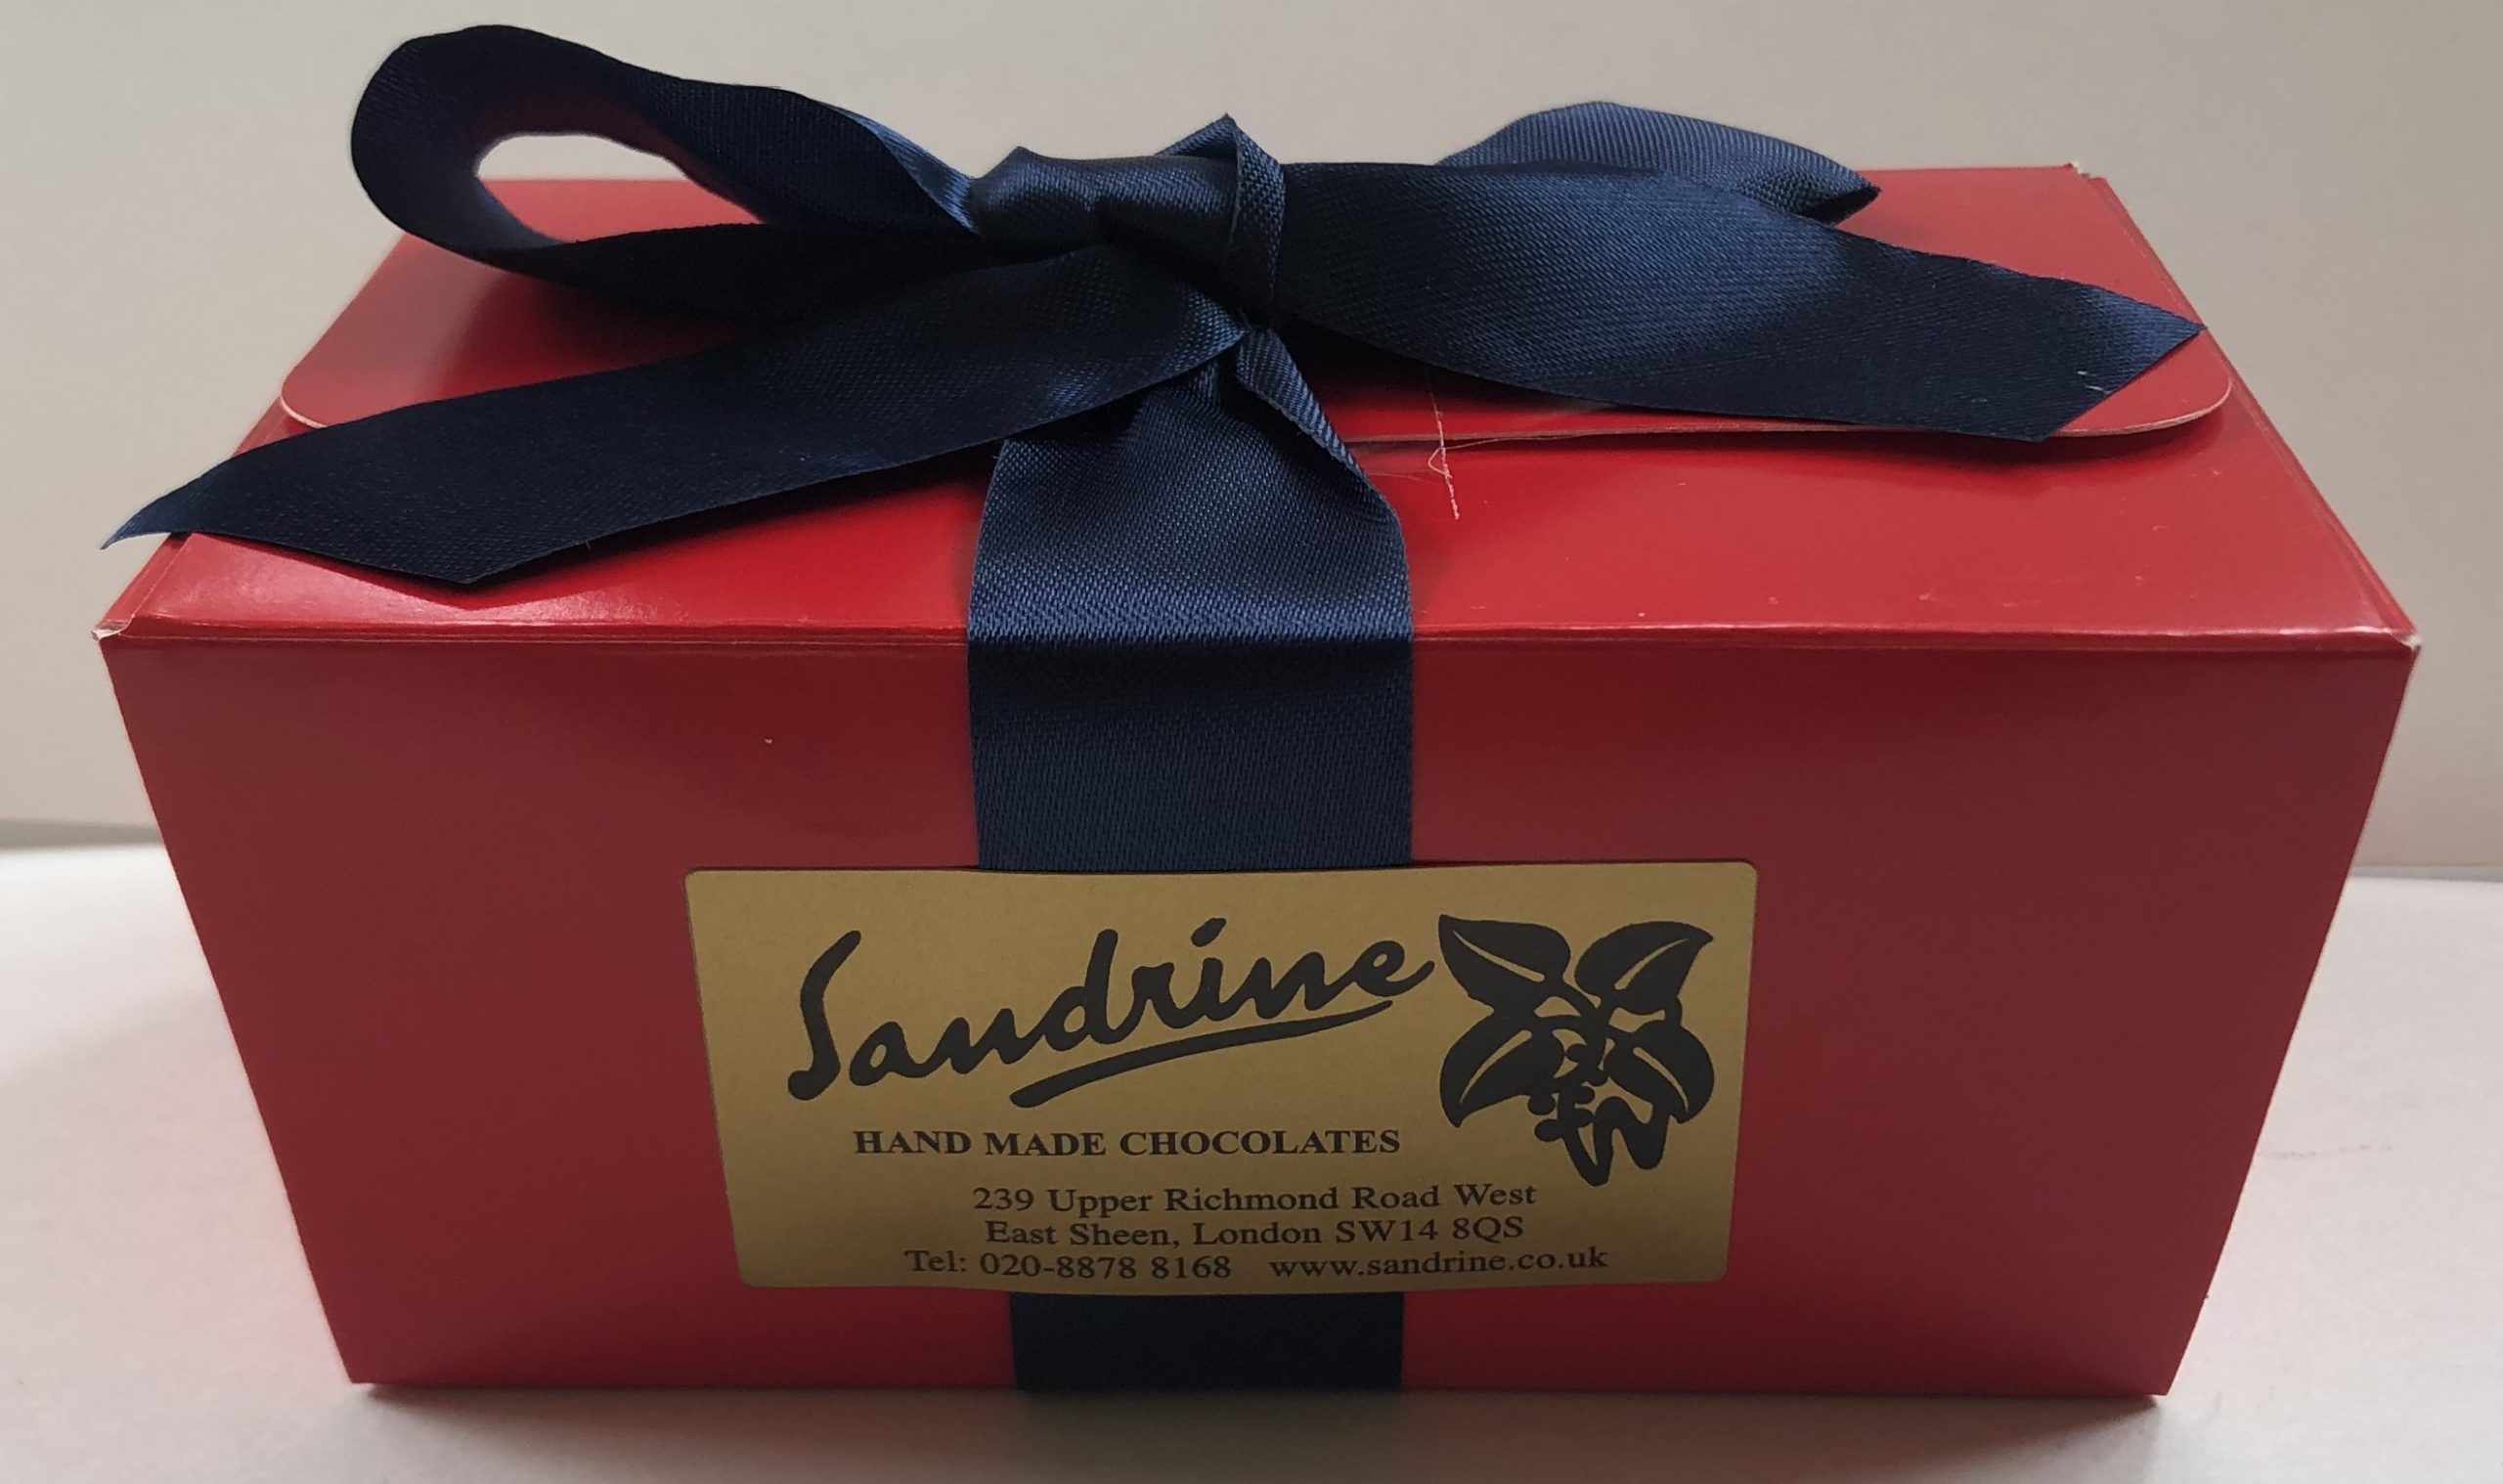 Sandrine
HAND MADE CHOCOLATES
239 Upper Richmond Road West
East Sheen, London SW14 8QS
Tel: 020-8878 8168 www.sandrine.co.uk